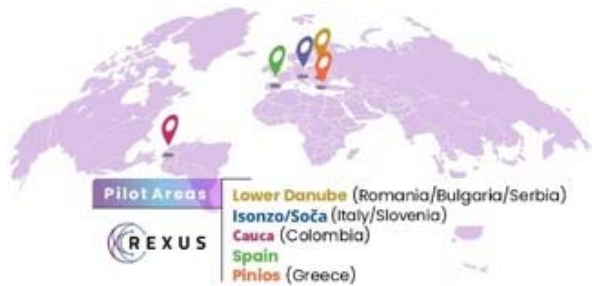 Pilot Areas
REXUS
Lower Danube (Romania/Bulgaria/Serbia)
Isonzo/Soča (Italy/Slovenia)
Cauca (Colombia)
Spain
Pinios (Greece)